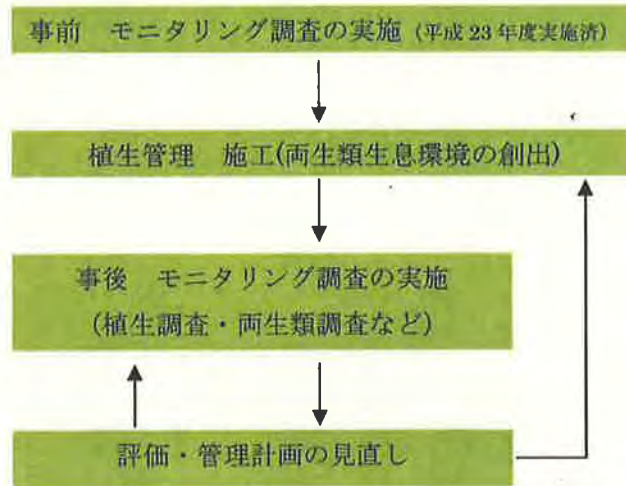 事前　モニタリング調査の実施 (平成 23 年度実施済)
植生管理　施工(両生類生息環境の創出)
事後　モニタリング調査の実施
(植生調査・両生類調査など)
評価・管理計画の見直し